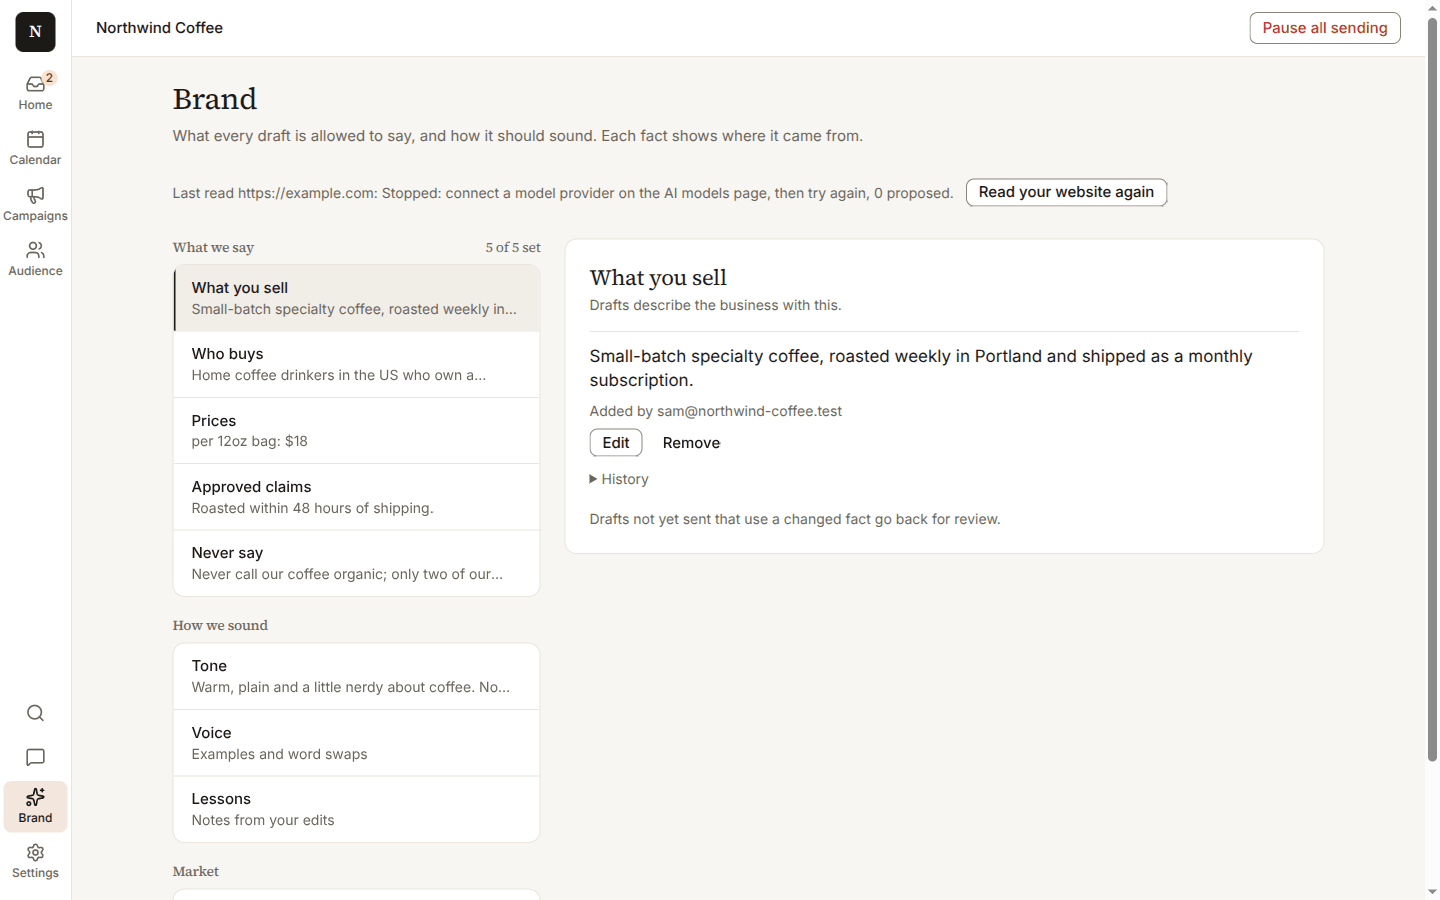 N
Northwind Coffee
Pause all sending
2
Home
Calendar
Campaigns
Audience
Brand
Settings
Brand
What every draft is allowed to say, and how it should sound. Each fact shows where it came from.
Last read https://example.com: Stopped: connect a model provider on the AI models page, then try again, 0 proposed.
Read your website again
What we say
5 of 5 set
What you sell
Small-batch specialty coffee, roasted weekly in...
Who buys
Home coffee drinkers in the US who own a...
Prices
per 12oz bag: $18
Approved claims
Roasted within 48 hours of shipping.
Never say
Never call our coffee organic; only two of our...
How we sound
Tone
Warm, plain and a little nerdy about coffee. No...
Voice
Examples and word swaps
Lessons
Notes from your edits
Market
What you sell
Drafts describe the business with this.
Small-batch specialty coffee, roasted weekly in Portland and shipped as a monthly
subscription.
Added by sam@northwind-coffee.test
Edit
Remove
History
Drafts not yet sent that use a changed fact go back for review.